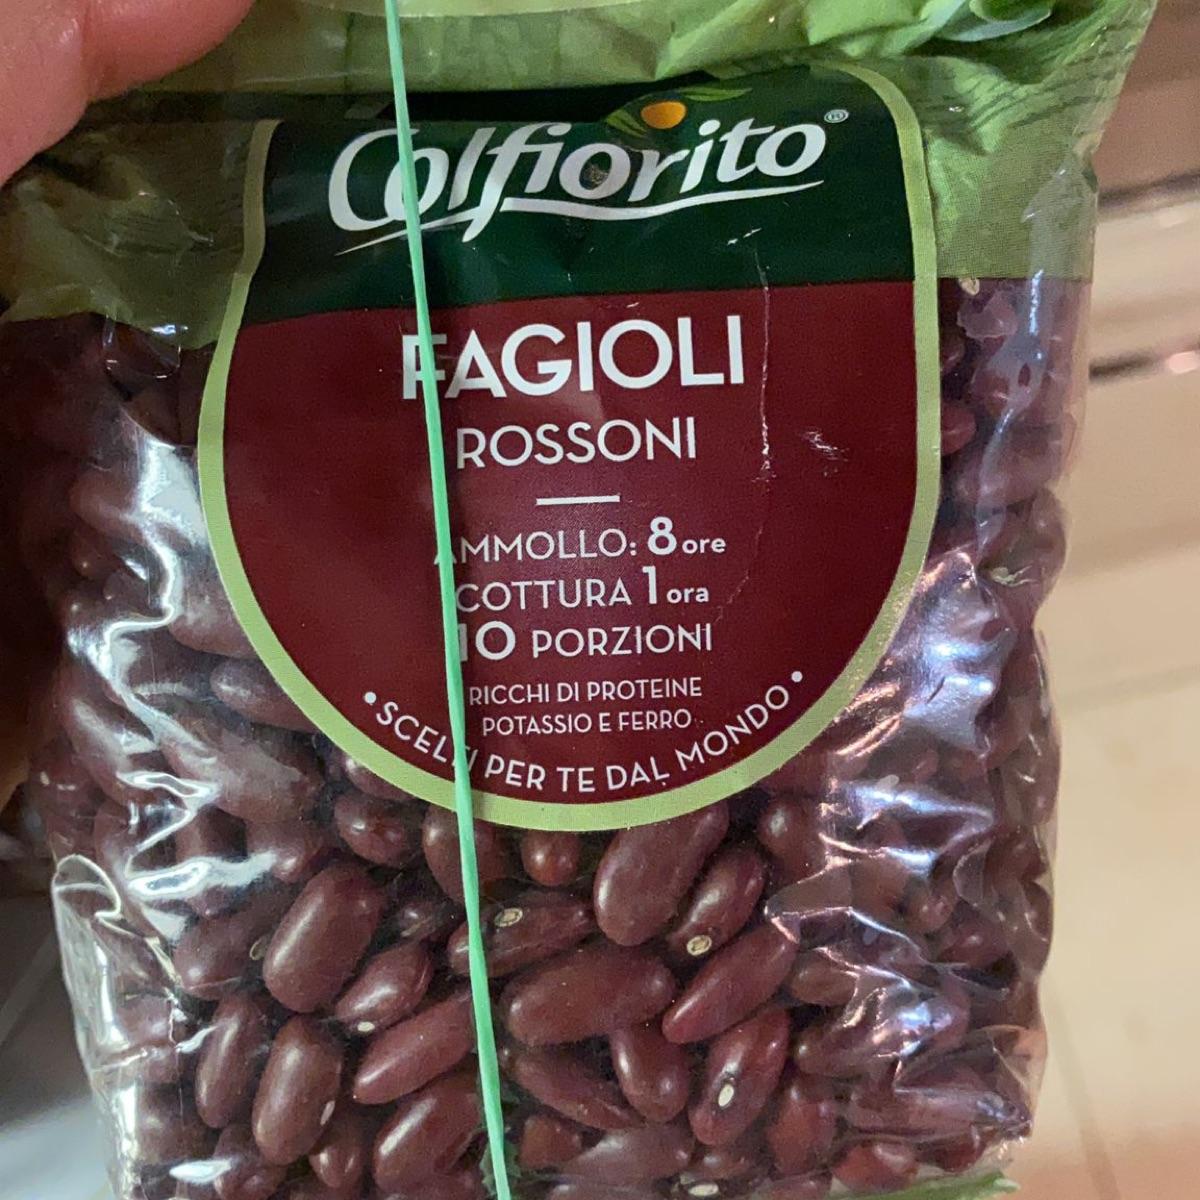 Colfiorito®
FAGIOLI
ROSSONI
AMMOLLO: 8 ore
COTTURA 1 ora
10 PORZIONI
RICCHI DI PROTEINE
POTASSIO E FERRO
• SCELTI PER TE DAL MONDO •